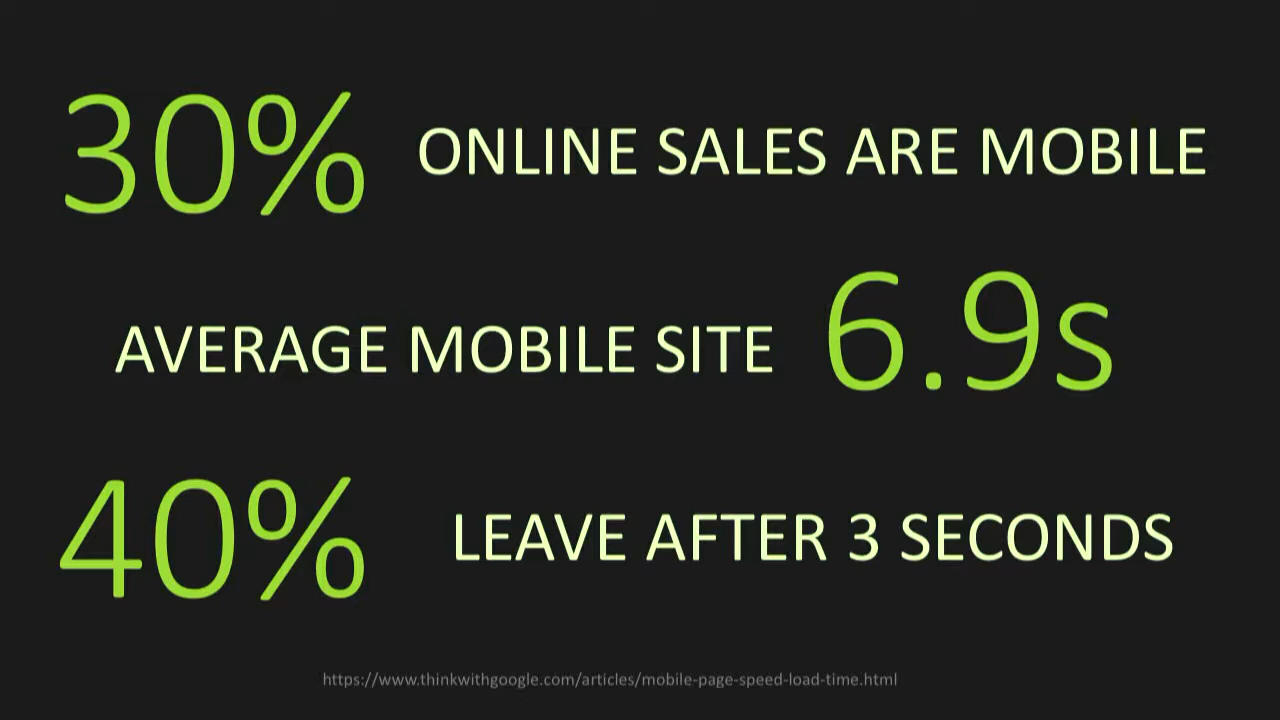 30% ONLINE SALES ARE MOBILE
AVERAGE MOBILE SITE 6.9s
40% LEAVE AFTER 3 SECONDS
https://www.thinkwithgoogle.com/articles/mobile-page-speed-load-time.html